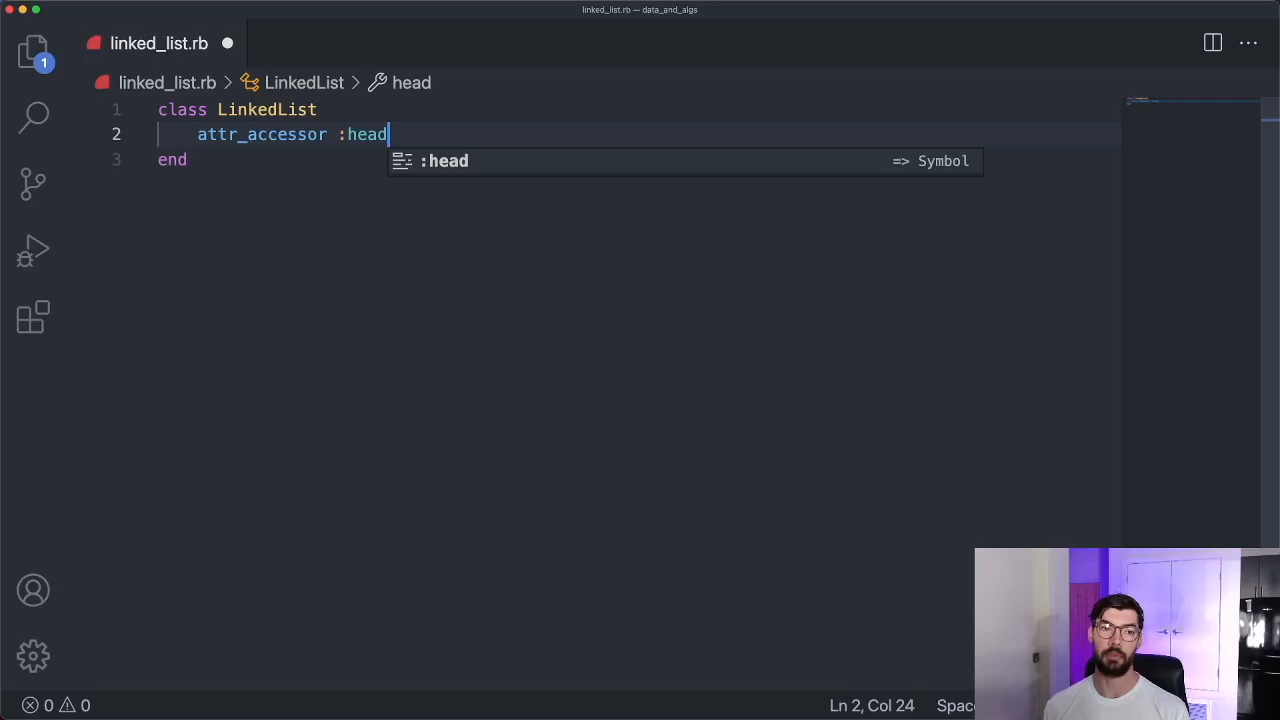 linked_list.rb — data_and_algs
linked_list.rb
1
linked_list.rb > LinkedList > head
1 class LinkedList
2 attr_accessor :head
3 end
:head => Symbol
0 0
Ln 2, Col 24 Spac